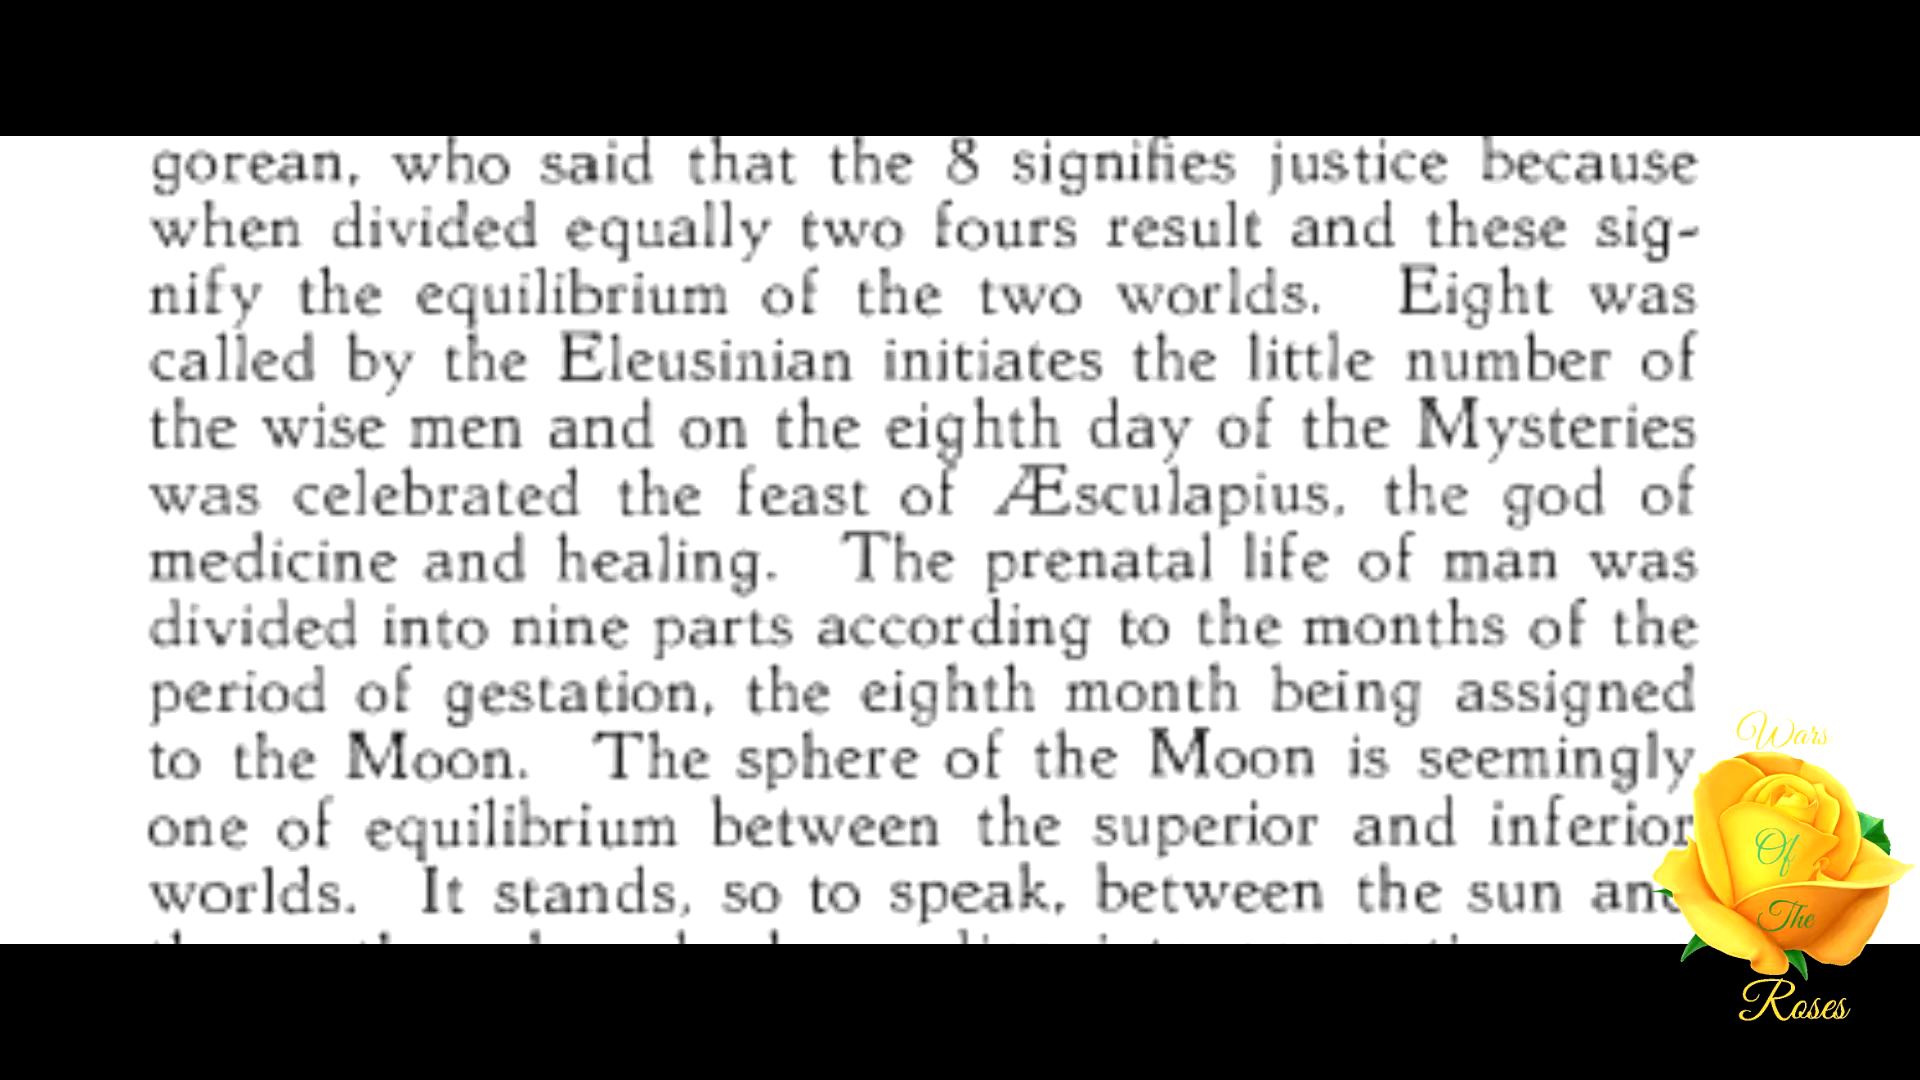 gorean, who said that the 8 signifies justice because
when divided equally two fours result and these sig-
nify the equilibrium of the two worlds. Eight was
called by the Eleusinian initiates the little number of
the wise men and on the eighth day of the Mysteries
was celebrated the feast of Æsculapius, the god of
medicine and healing. The prenatal life of man was
divided into nine parts according to the months of the
period of gestation, the eighth month being assigned
to the Moon. The sphere of the Moon is seemingly
one of equilibrium between the superior and inferior
worlds. It stands, so to speak, between the sun and
Wars
Of
The
Roses